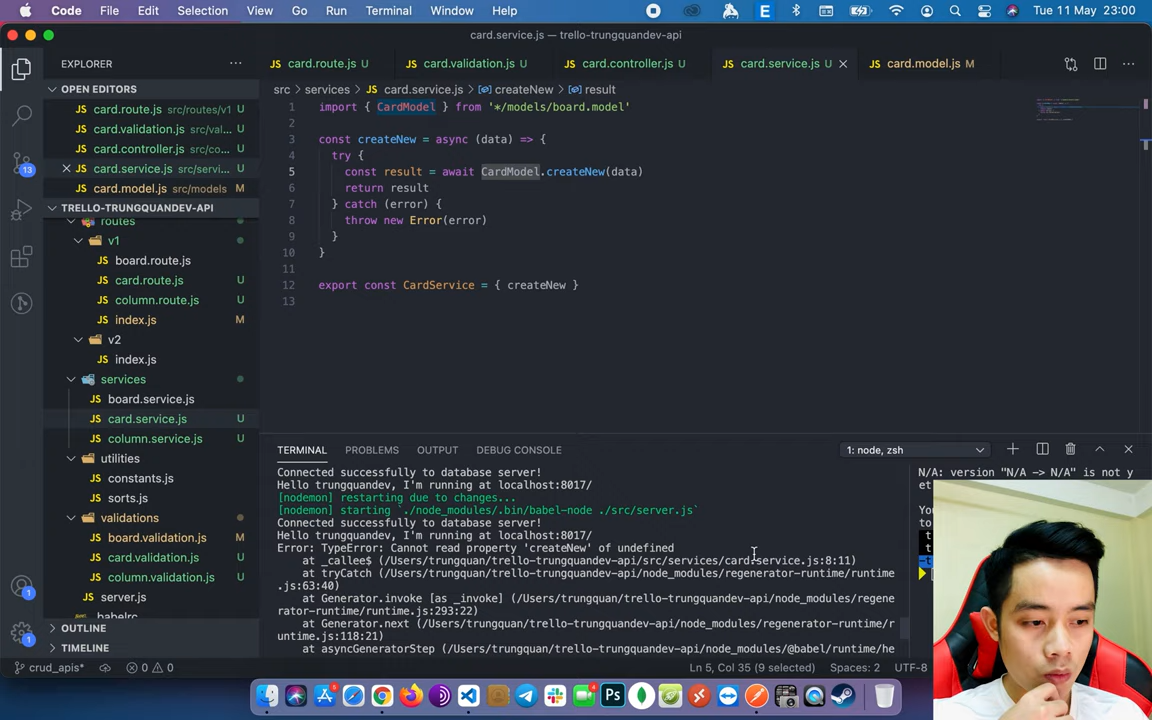 Code File Edit Selection View Go Run Terminal Window Help Tue 11 May 23:00
card.service.js — trello-trungquandev-api
EXPLORER
card.route.js U card.validation.js U card.controller.js U card.service.js U card.model.js M
OPEN EDITORS
card.route.js src/routes/v1
card.validation.js src/val...
card.controller.js src/co...
card.service.js src/servi...
card.model.js src/models M
TRELLO-TRUNGQUANDEV-API
routes
v1
board.route.js
card.route.js U
column.route.js U
index.js M
v2
index.js
services
board.service.js
card.service.js U
column.service.js U
utilities
constants.js
sorts.js
validations
board.validation.js M
card.validation.js U
column.validation.js U
server.js
babelrc
OUTLINE
TIMELINE
src > services > card.service.js > createNew > result
1 import { CardModel } from '*/models/board.model'
2
3 const createNew = async (data) => {
4 try {
5 const result = await CardModel.createNew(data)
6 return result
7 } catch (error) {
8 throw new Error(error)
9 }
10 }
11
12 export const CardService = { createNew }
13
TERMINAL PROBLEMS OUTPUT DEBUG CONSOLE 1: node, zsh
Connected successfully to database server!
Hello trungquandev, I'm running at localhost:8017/
[nodemon] restarting due to changes...
[nodemon] starting `./node_modules/.bin/babel-node ./src/server.js`
Connected successfully to database server!
Hello trungquandev, I'm running at localhost:8017/
Error: TypeError: Cannot read property 'createNew' of undefined
at _callee$ (/Users/trungquan/trello-trungquandev-api/src/services/card.service.js:8:11)
at tryCatch (/Users/trungquan/trello-trungquandev-api/node_modules/regenerator-runtime/runtime
.js:63:40)
at Generator.invoke [as _invoke] (/Users/trungquan/trello-trungquandev-api/node_modules/regene
rator-runtime/runtime.js:293:22)
at Generator.next (/Users/trungquan/trello-trungquandev-api/node_modules/regenerator-runtime/r
untime.js:118:21)
at asyncGeneratorStep (/Users/trungquan/trello-trungquandev-api/node_modules/@babel/runtime/he
N/A: version "N/A -> N/A" is not y
et
You
to
13
1
1
crud_apis* 0 0 Ln 5, Col 35 (9 selected) Spaces: 2 UTF-8